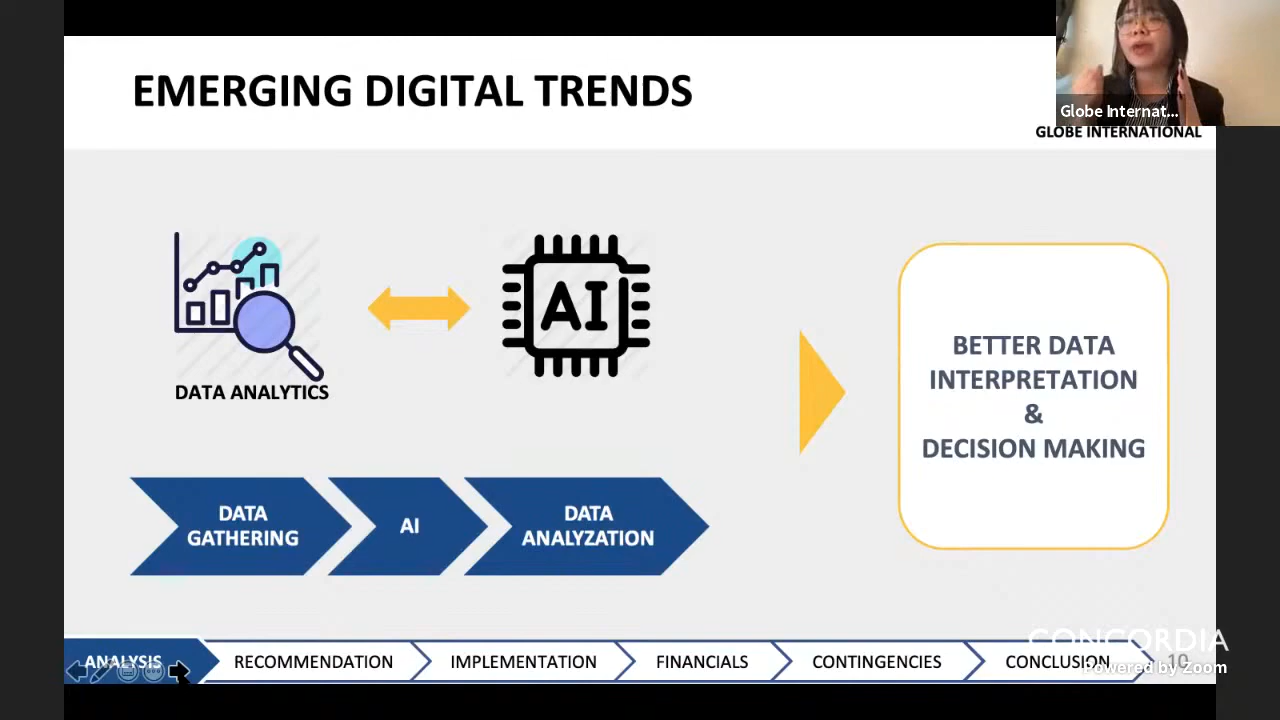 EMERGING DIGITAL TRENDS
Globe Internat...
GLOBE INTERNATIONAL
AI
DATA ANALYTICS
BETTER DATA
INTERPRETATION
&
DECISION MAKING
DATA
GATHERING
AI
DATA
ANALYZATION
CONCORDIA
ANALYSIS
RECOMMENDATION
IMPLEMENTATION
FINANCIALS
CONTINGENCIES
CONCLUSION
10
Powered by Zoom